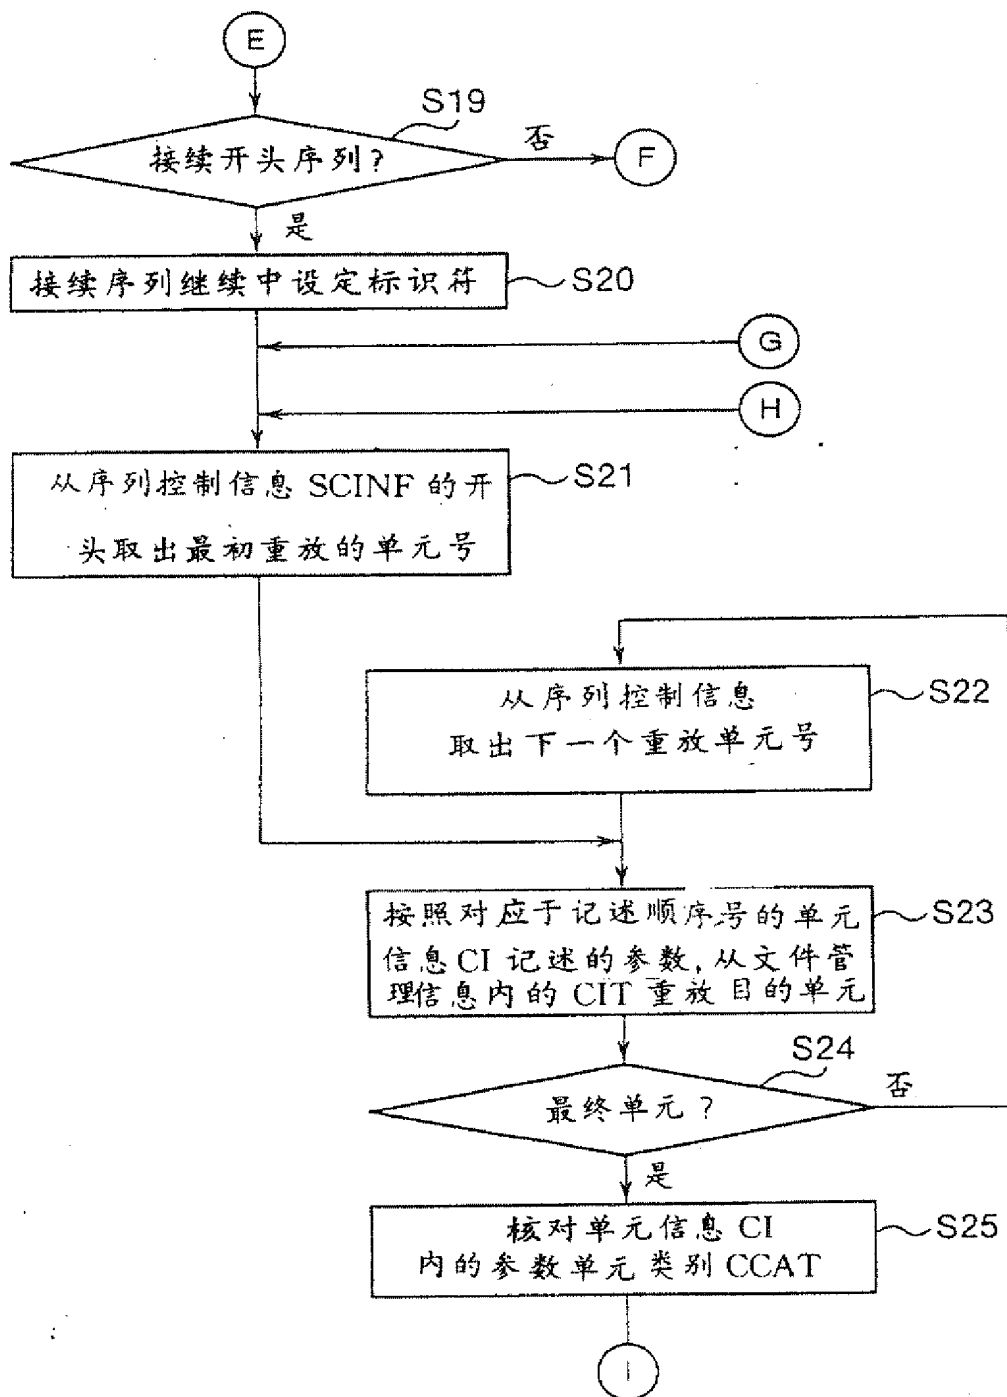 E
S19
接续开头序列?
否
F
是
接续序列继续中设定标识符
S20
G
H
从序列控制信息 SCINF 的开
头取出最初重放的单元号
S21
从序列控制信息
取出下一个重放单元号
S22
按照对应于记述顺序号的单元
信息 CI 记述的参数,从文件管
理信息内的 CIT 重放目的单元
S23
S24
最终单元?
否
是
核对单元信息 CI
内的参数单元类别 CCAT
S25
I